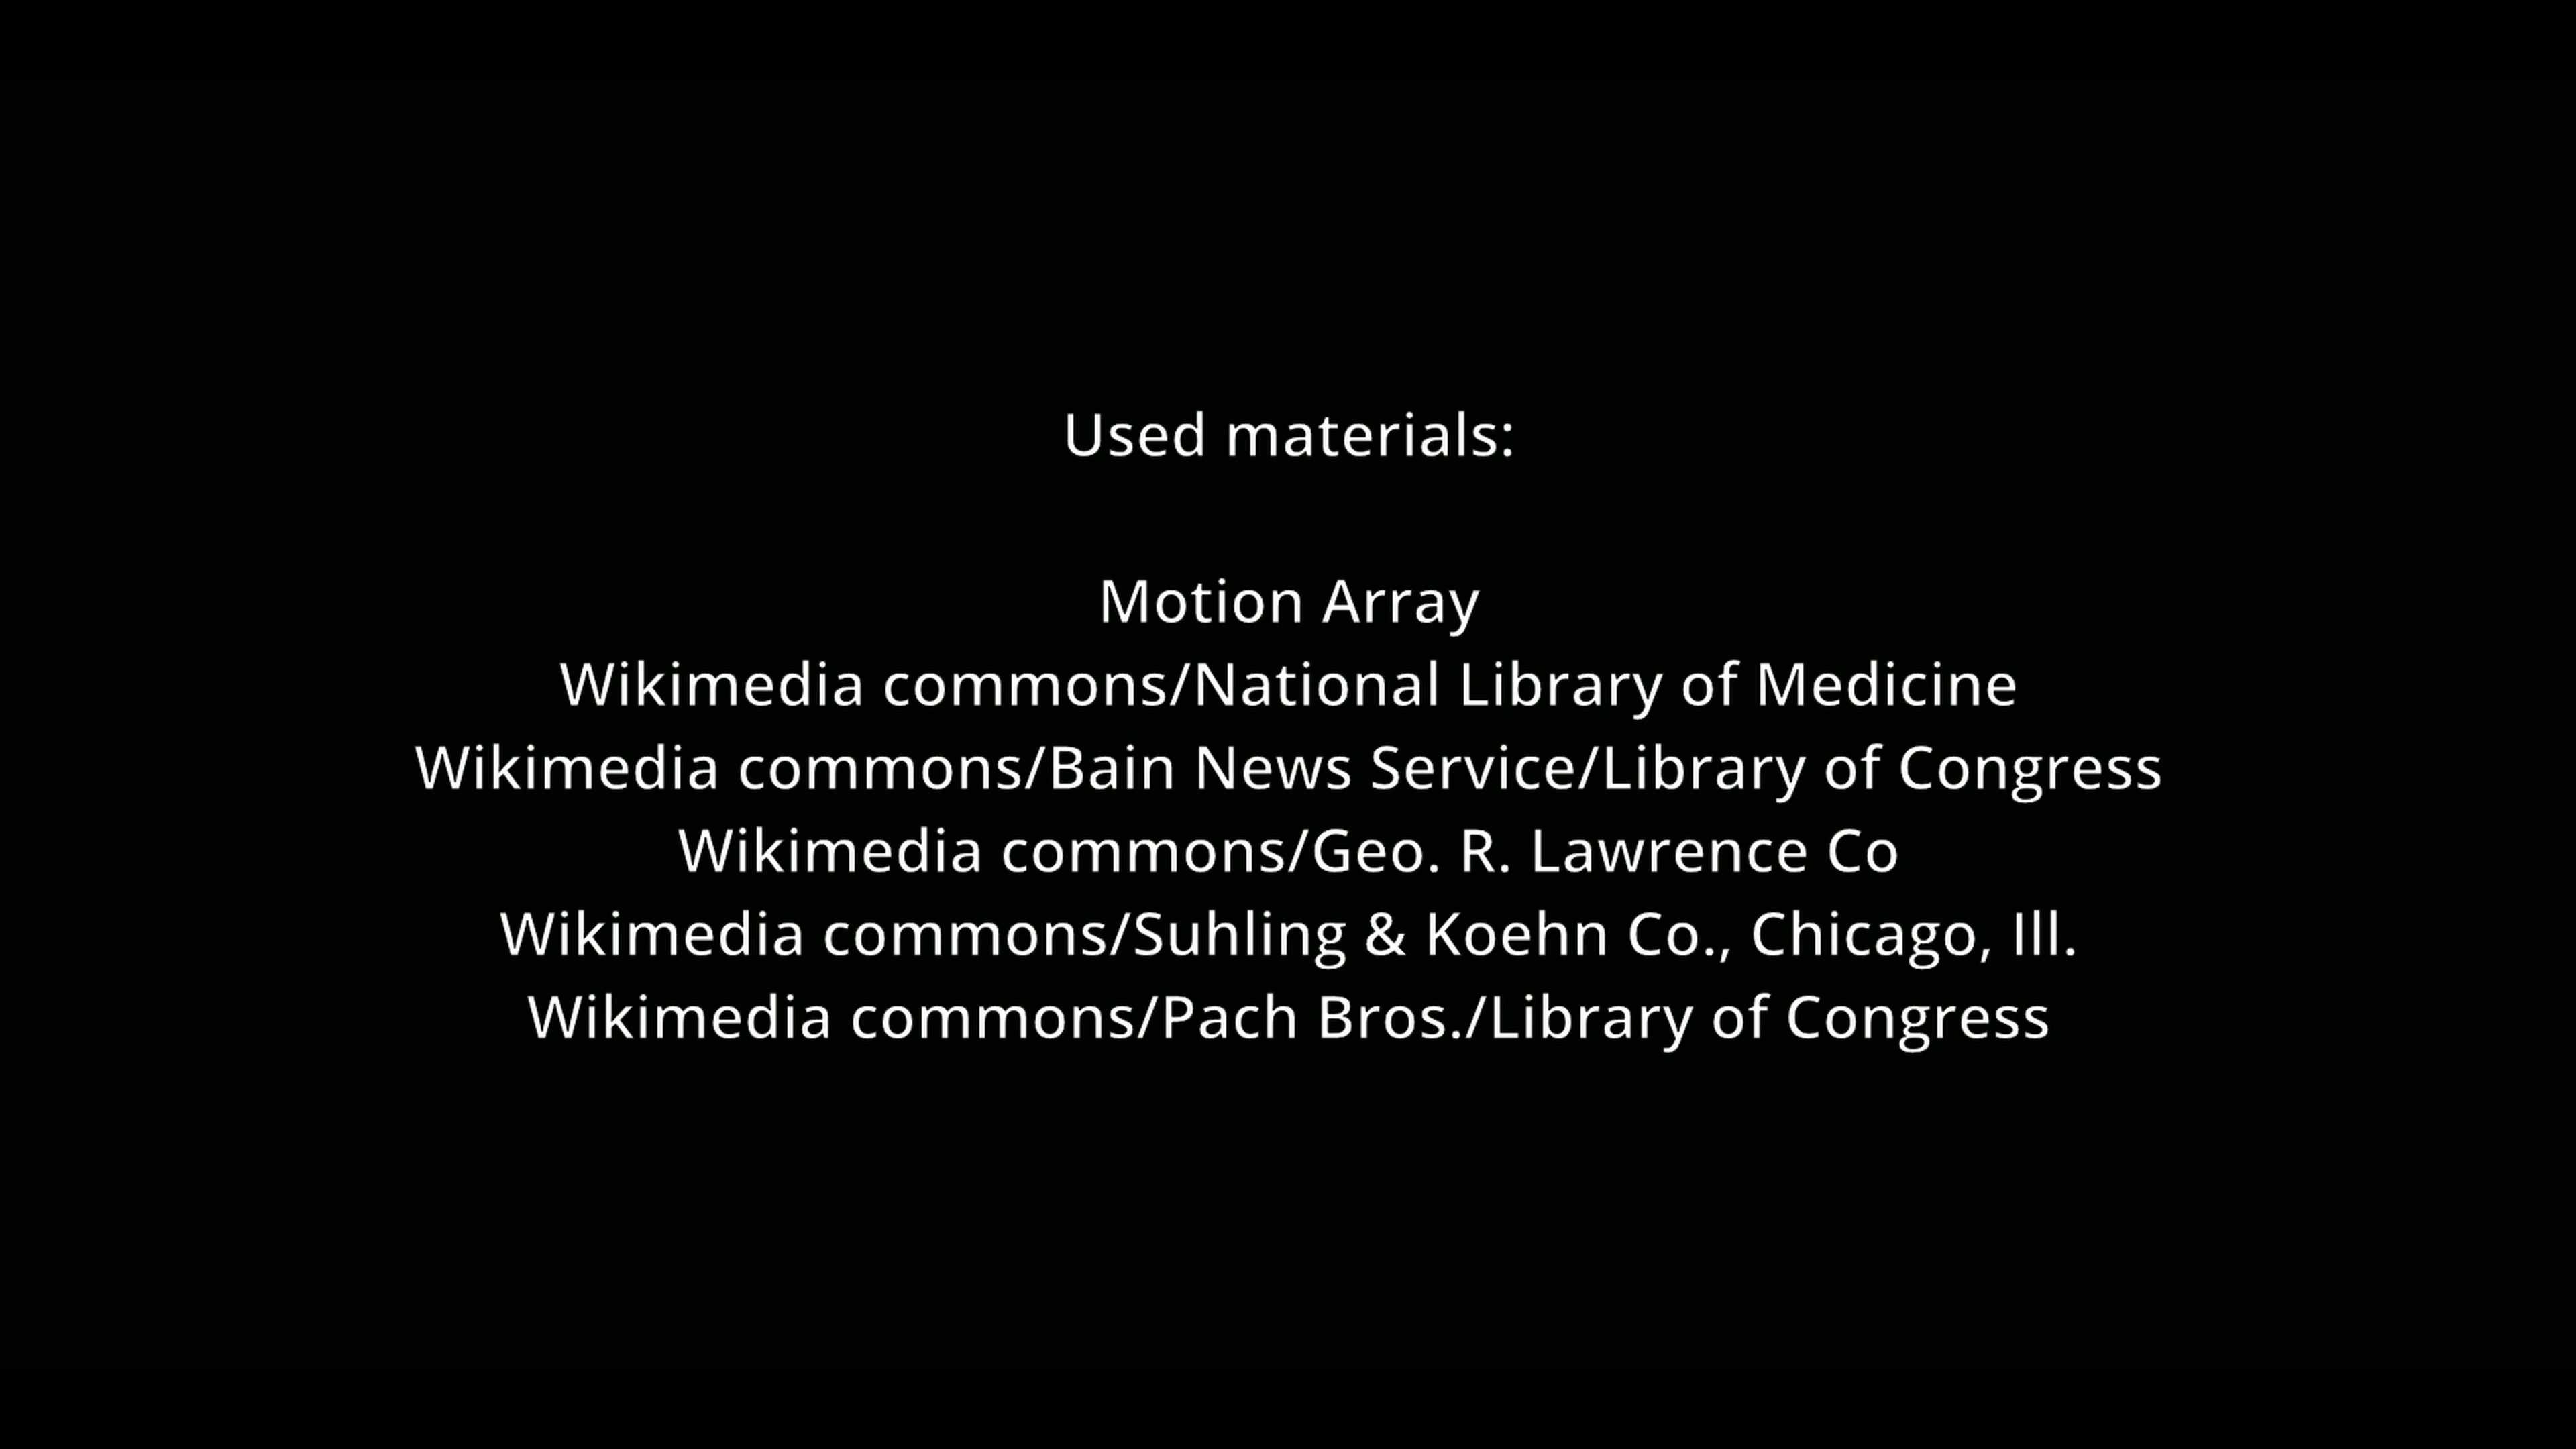 Used materials:
Motion Array
Wikimedia commons/National Library of Medicine
Wikimedia commons/Bain News Service/Library of Congress
Wikimedia commons/Geo. R. Lawrence Co
Wikimedia commons/Suhling & Koehn Co., Chicago, Ill.
Wikimedia commons/Pach Bros./Library of Congress